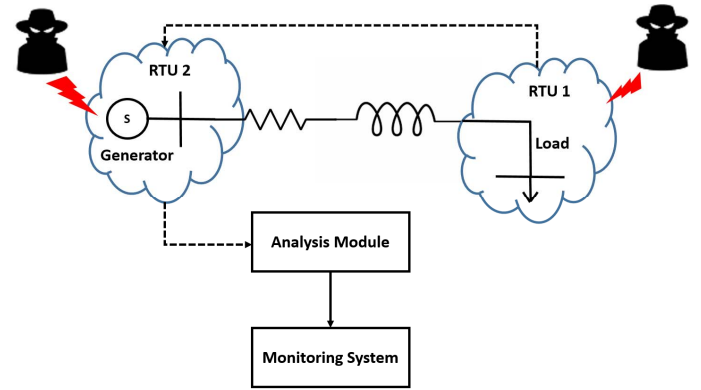 RTU 2
RTU 1
S
Load
Generator
Analysis Module
Monitoring System